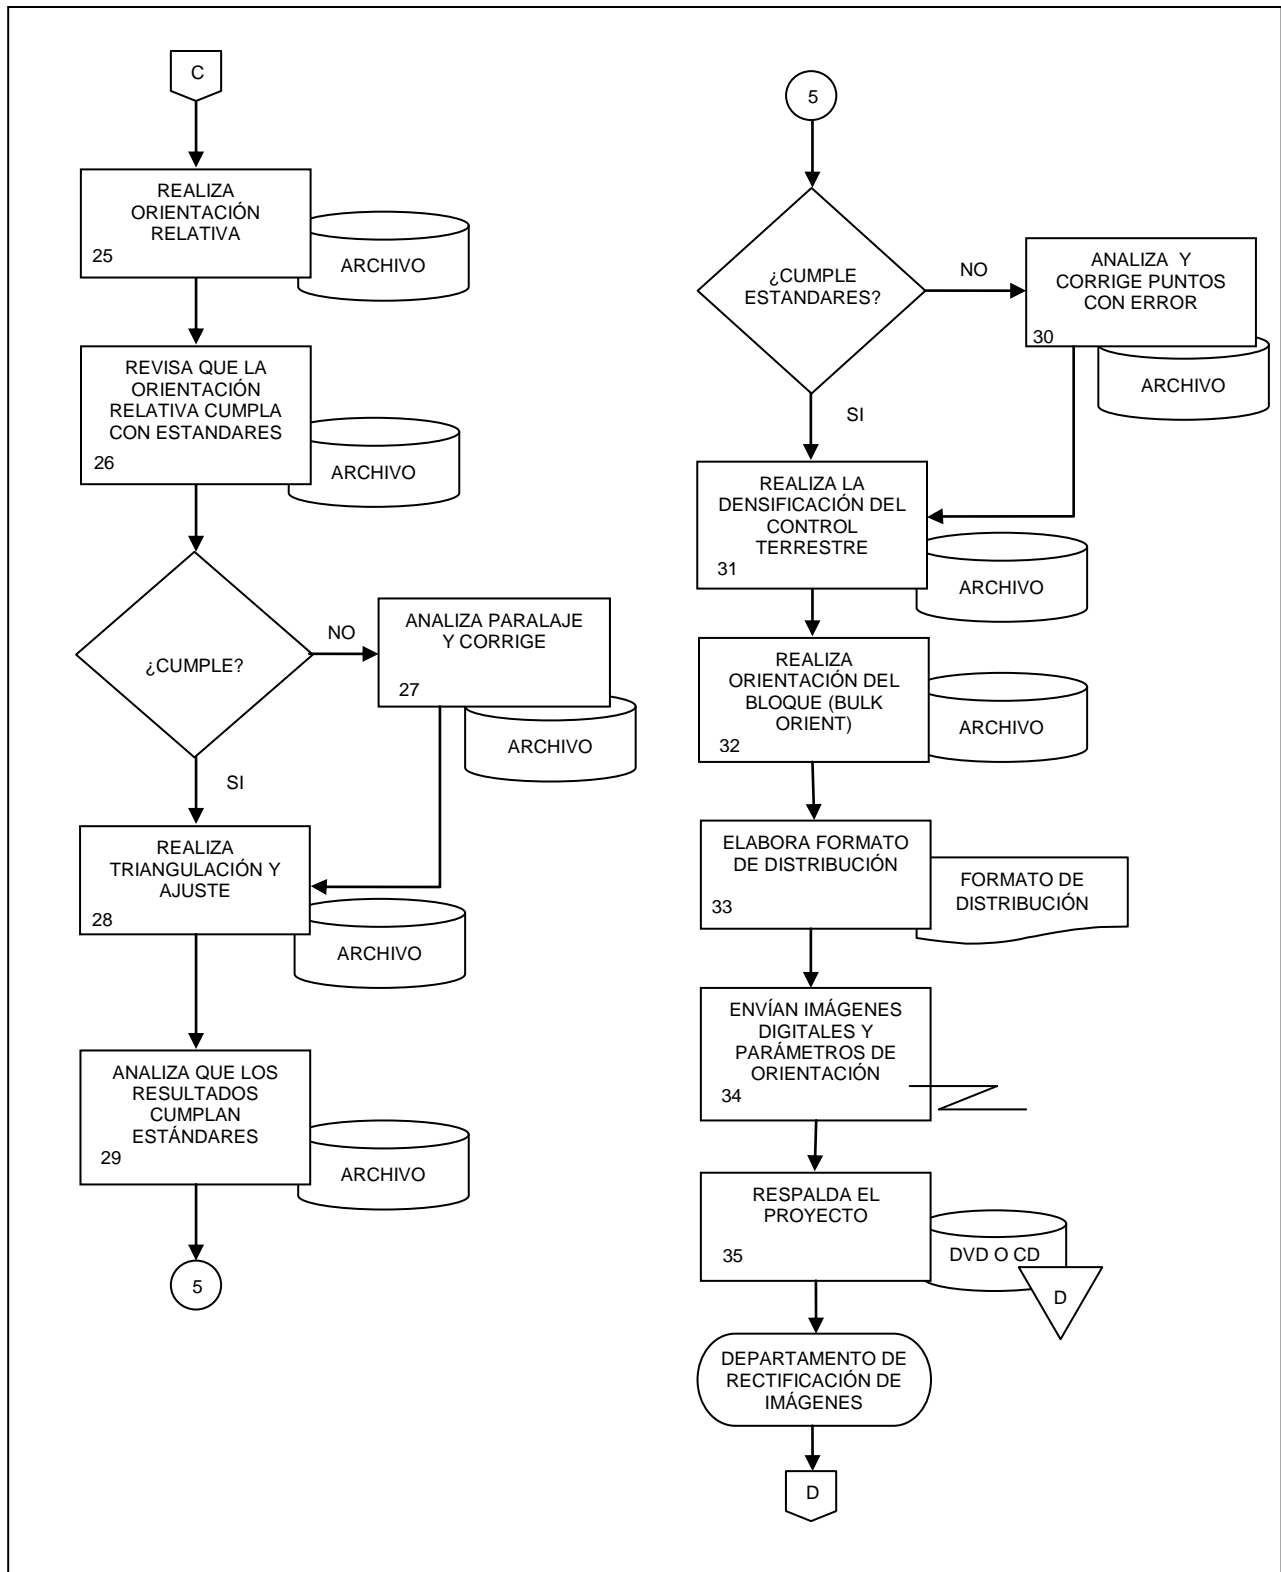 C
REALIZA
ORIENTACIÓN
RELATIVA
25
ARCHIVO
REVISA QUE LA
ORIENTACIÓN
RELATIVA CUMPLA
CON ESTANDARES
26
ARCHIVO
¿CUMPLE?
NO
ANALIZA PARALAJE
Y CORRIGE
27
ARCHIVO
SI
REALIZA
TRIANGULACIÓN Y
AJUSTE
28
ARCHIVO
ANALIZA QUE LOS
RESULTADOS
CUMPLAN
ESTÁNDARES
29
ARCHIVO
5
5
¿CUMPLE
ESTANDARES?
NO
ANALIZA Y
CORRIGE PUNTOS
CON ERROR
30
ARCHIVO
SI
REALIZA LA
DENSIFICACIÓN DEL
CONTROL
TERRESTRE
31
ARCHIVO
REALIZA
ORIENTACIÓN DEL
BLOQUE (BULK
ORIENT)
32
ARCHIVO
ELABORA FORMATO
DE DISTRIBUCIÓN
33
FORMATO DE
DISTRIBUCIÓN
ENVÍAN IMÁGENES
DIGITALES Y
PARÁMETROS DE
ORIENTACIÓN
34
RESPALDA EL
PROYECTO
35
DVD O CD
D
DEPARTAMENTO DE
RECTIFICACIÓN DE
IMÁGENES
D